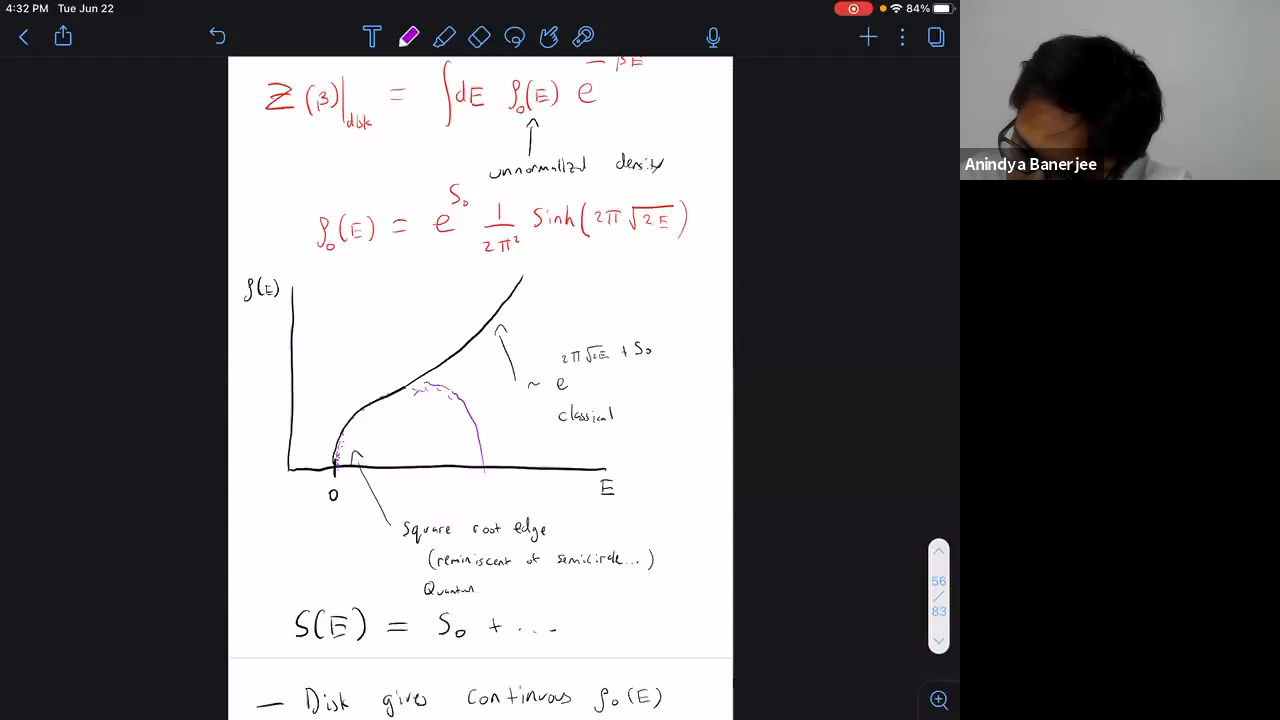 4:32 PM Tue Jun 22
84%
Z(β)|disk = ∫dE ρ₀(E) e^{-βE}
unnormalized density
ρ₀(E) = e^{S₀} 1/2π² Sinh(2π√2E)
ρ(E)
~ e^{2π√2E + S₀}
classical
0
E
Square root edge
(reminiscent of semicircle...)
Quantum
S(E) = S₀ + ...
— Disk gives continuous ρ₀(E)
Anindya Banerjee
56
/
83